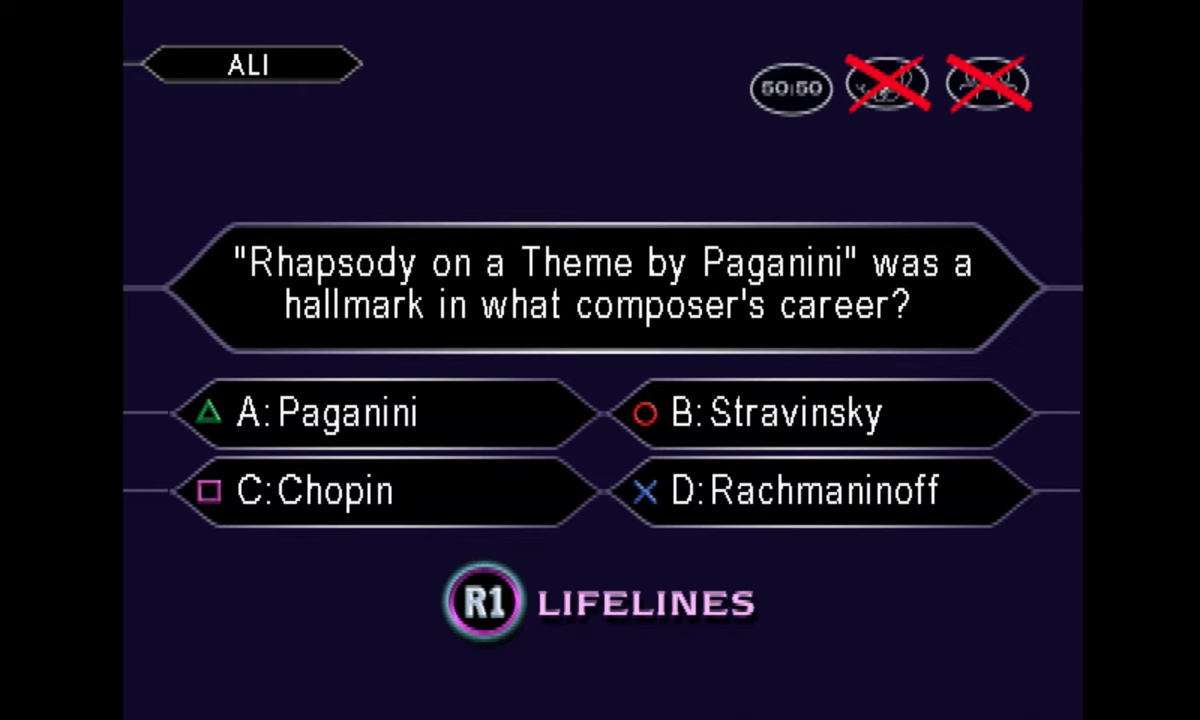 ALI
50:50
"Rhapsody on a Theme by Paganini" was a
hallmark in what composer's career?
A: Paganini
B: Stravinsky
C: Chopin
D: Rachmaninoff
R1 LIFELINES